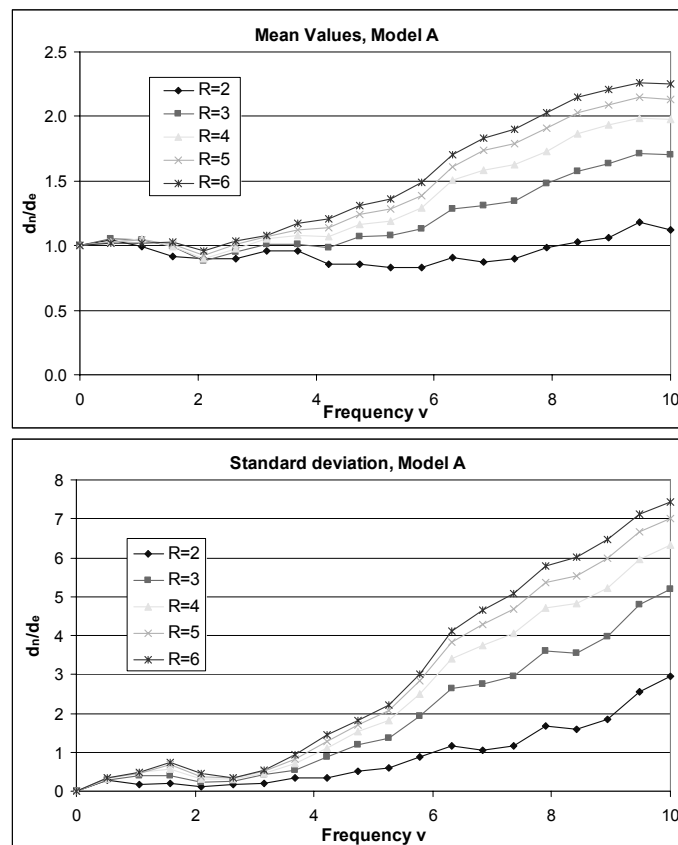 Mean Values, Model A
2.5
2.0
1.5
1.0
0.5
0.0
dn/de
R=2
R=3
R=4
R=5
R=6
0 2 4 6 8 10
Frequency v
Standard deviation, Model A
8
7
6
5
4
3
2
1
0
dn/de
R=2
R=3
R=4
R=5
R=6
0 2 4 6 8 10
Frequency v